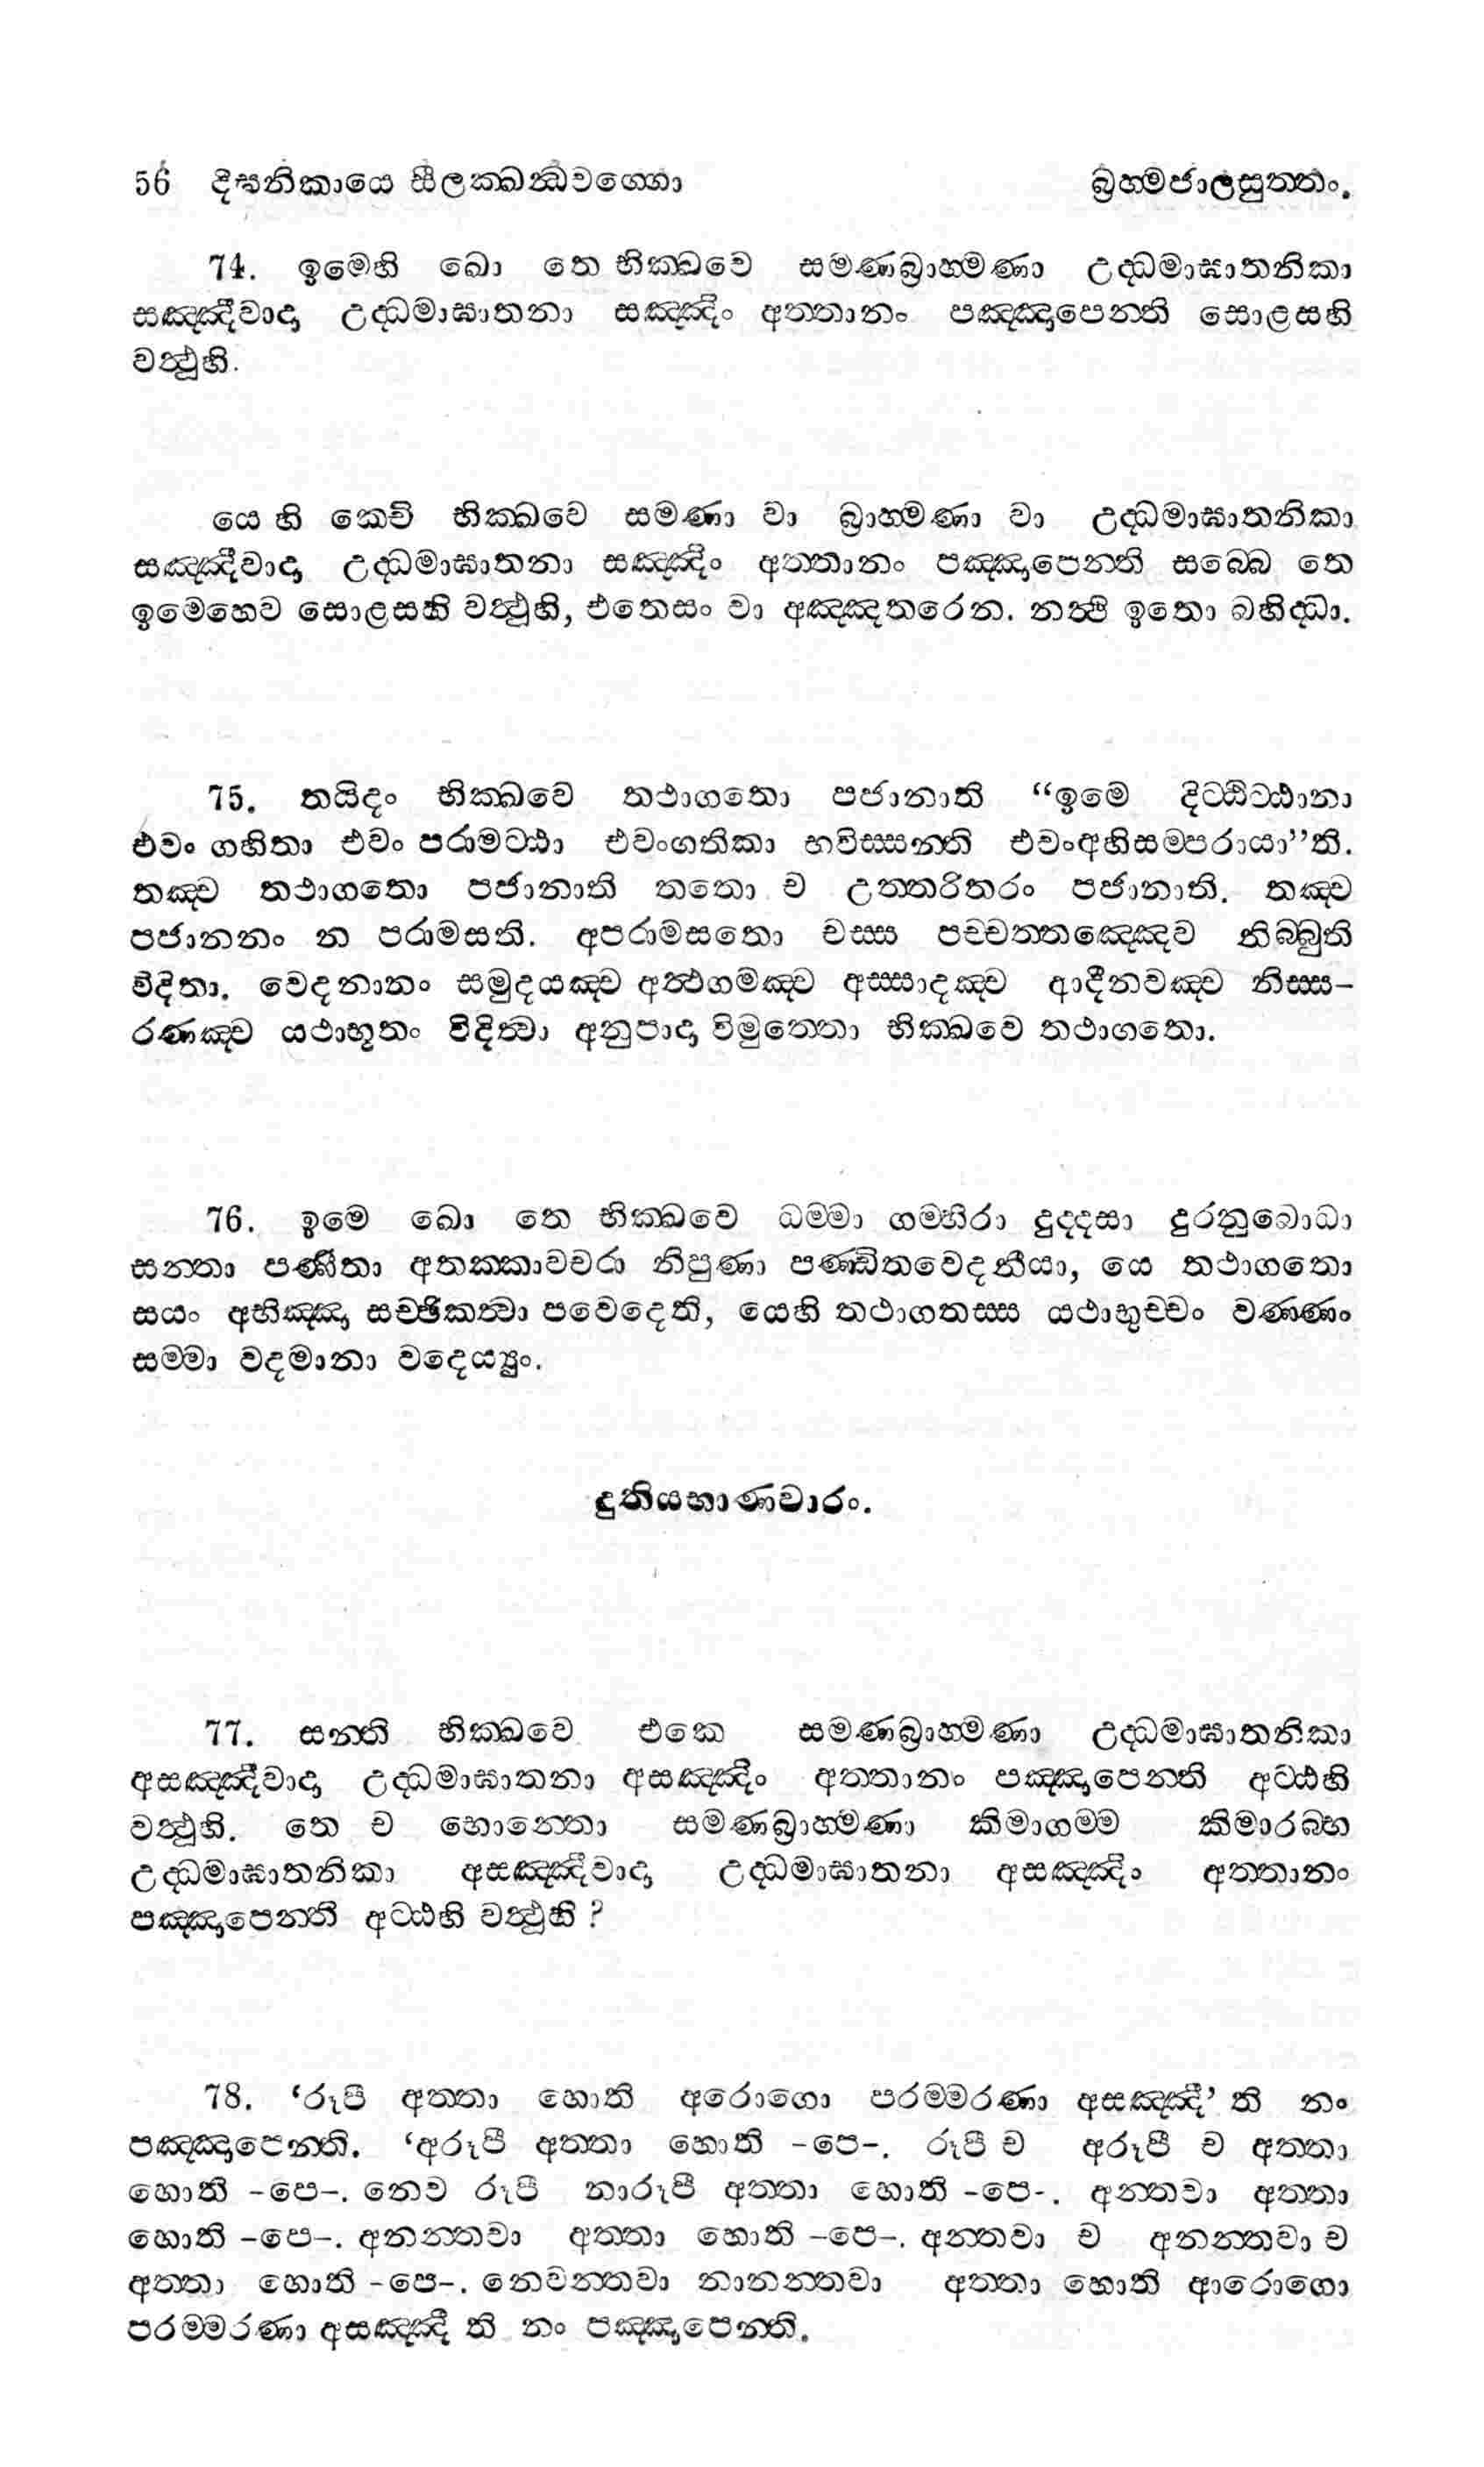 56 දීඝනිකායෙ සීලක්ඛන්ධවග්ගො බ්‍රහ්මජාලසුත්තං.
74. ඉමෙහි ඛො තෙ භික්ඛවෙ සමණබ්‍රාහ්මණා උද්ධමාඝාතනිකා
සඤ්ඤීවාදා උද්ධමාඝාතනා සඤ්ඤිං අත්තානං පඤ්ඤාපෙන්ති සොළසහි
වත්ථූහි.
යෙ හි කෙචි භික්ඛවෙ සමණා වා බ්‍රාහ්මණා වා උද්ධමාඝාතනිකා
සඤ්ඤීවාදා උද්ධමාඝාතනා සඤ්ඤිං අත්තානං පඤ්ඤාපෙන්ති සබ්බෙ තෙ
ඉමෙහෙව සොළසහි වත්ථූහි, එතෙසං වා අඤ්ඤතරෙන. නත්ථි ඉතො බහිද්ධා.
75. තයිදං භික්ඛවෙ තථාගතො පජානාති “ඉමෙ දිට්ඨිට්ඨානා
එවං ගහිතා එවං පරාමට්ඨා එවංගතිකා භවිස්සන්ති එවංඅභිසම්පරායා”ති.
තඤ්ච තථාගතො පජානාති තතො ච උත්තරිතරං පජානාති. තඤ්ච
පජානනං න පරාමසති. අපරාමසතො චස්ස පච්චත්තඤ්ඤෙව නිබ්බුති
විදිතා. වෙදනානං සමුදයඤ්ච අත්ථගමඤ්ච අස්සාදඤ්ච ආදීනවඤ්ච නිස්ස-
රණඤ්ච යථාභූතං විදිත්වා අනුපාදා විමුත්තො භික්ඛවෙ තථාගතො.
76. ඉමෙ ඛො තෙ භික්ඛවෙ ධම්මා ගම්භීරා දුද්දසා දුරනුබොධා
සන්තා පණීතා අතක්කාවචරා නිපුණා පණ්ඩිතවෙදනීයා, යෙ තථාගතො
සයං අභිඤ්ඤා සච්ඡිකත්වා පවෙදෙති, යෙහි තථාගතස්ස යථාභුච්චං වණ්ණං
සම්මා වදමානා වදෙය්‍යුං.
දුතියභාණවාරං.
77. සන්ති භික්ඛවෙ එකෙ සමණබ්‍රාහ්මණා උද්ධමාඝාතනිකා
අසඤ්ඤීවාදා උද්ධමාඝාතනා අසඤ්ඤිං අත්තානං පඤ්ඤාපෙන්ති අට්ඨහි
වත්ථූහි. තෙ ච භොන්තො සමණබ්‍රාහ්මණා කිමාගම්ම කිමාරබ්භ
උද්ධමාඝාතනිකා අසඤ්ඤීවාදා උද්ධමාඝාතනා අසඤ්ඤිං අත්තානං
පඤ්ඤාපෙන්ති අට්ඨහි වත්ථූහි ?
78. ‘රූපී අත්තා හොති අරොගො පරම්මරණා අසඤ්ඤී’ ති නං
පඤ්ඤාපෙන්ති. ‘අරූපී අත්තා හොති -පෙ-. රූපී ච අරූපී ච අත්තා
හොති -පෙ-. නෙව රූපී නාරූපී අත්තා හොති -පෙ-. අන්තවා අත්තා
හොති -පෙ-. අනන්තවා අත්තා හොති -පෙ-. අන්තවා ච අනන්තවා ච
අත්තා හොති -පෙ-. නෙවන්තවා නානන්තවා අත්තා හොති ආරොගො
පරම්මරණා අසඤ්ඤී ති නං පඤ්ඤාපෙන්ති.